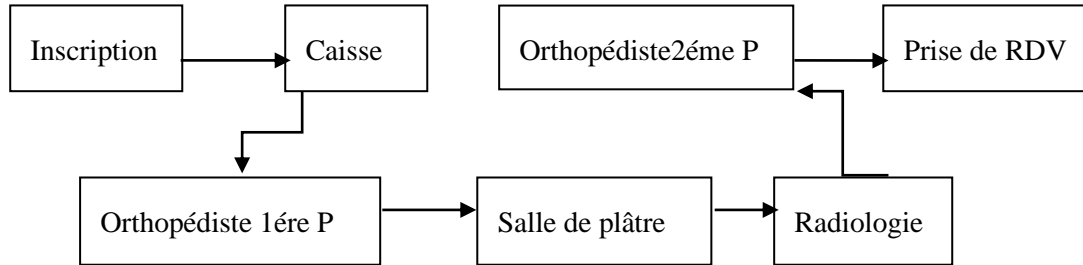 Inscription
Caisse
Orthopédiste2éme P
Prise de RDV
Orthopédiste 1ére P
Salle de plâtre
Radiologie